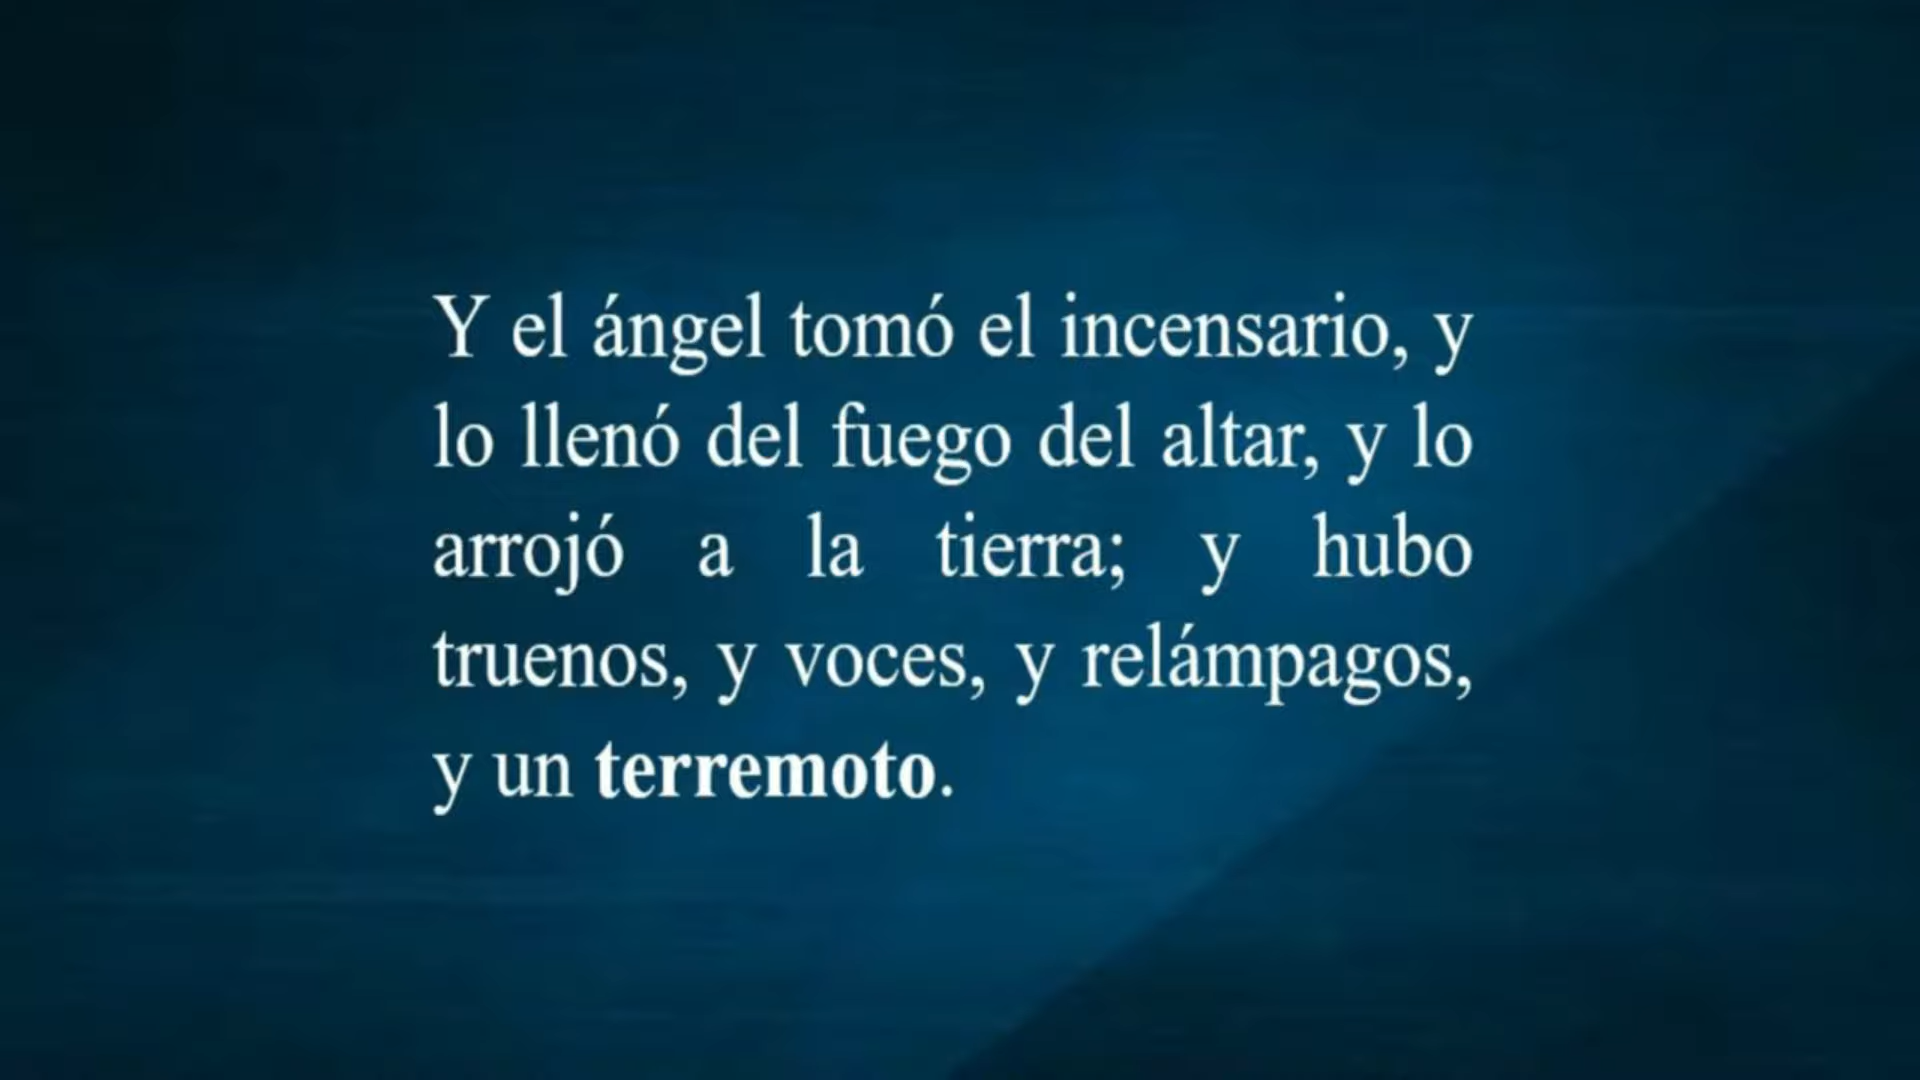 Y el ángel tomó el incensario, y
lo llenó del fuego del altar, y lo
arrojó a la tierra; y hubo
truenos, y voces, y relámpagos,
y un terremoto.